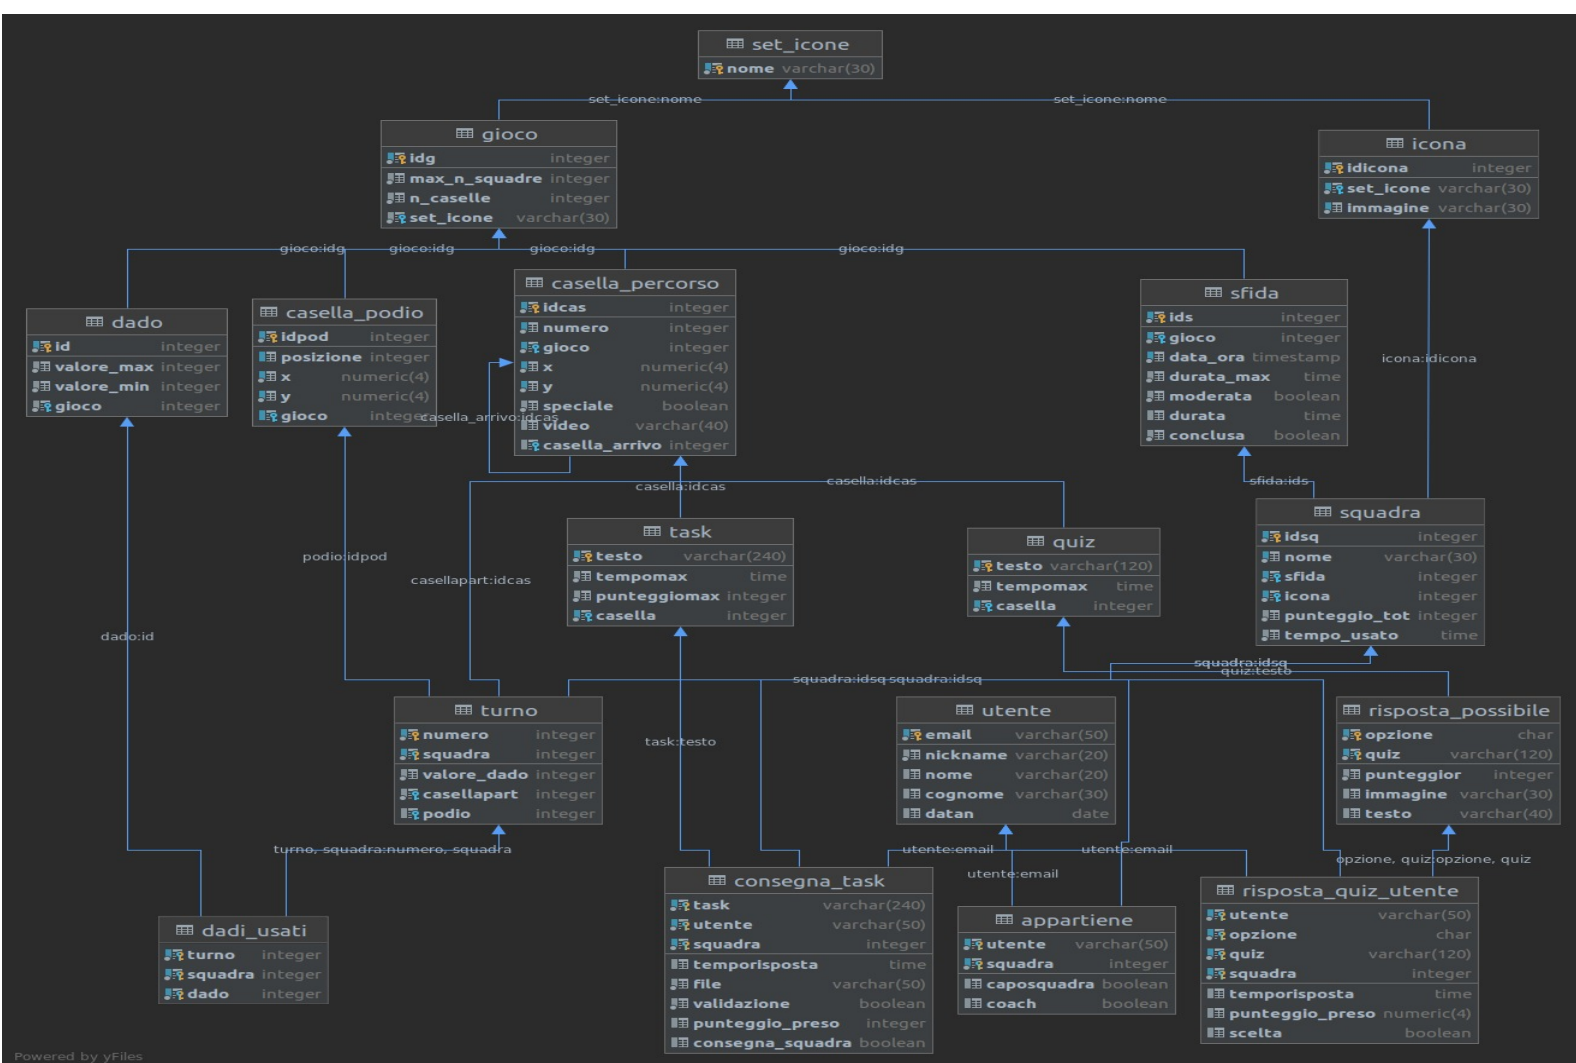 set_icone
nome varchar(30)
set_icone:nome
set_icone:nome
gioco
idg integer
max_n_squadre integer
n_caselle integer
set_icone varchar(30)
icona
idicona integer
set_icone varchar(30)
immagine varchar(30)
gioco:idg
gioco:idg
gioco:idg
gioco:idg
dado
id integer
valore_max integer
valore_min integer
gioco integer
casella_podio
idpod integer
posizione integer
x numeric(4)
y numeric(4)
gioco integer
casella_percorso
idcas integer
numero integer
gioco integer
x numeric(4)
y numeric(4)
speciale boolean
video varchar(40)
casella_arrivo integer
casella_arrivo:idcas
sfida
ids integer
gioco integer
data_ora timestamp
durata_max time
moderata boolean
durata time
conclusa boolean
icona:idicona
casella:idcas
casella:idcas
sfida:ids
task
testo varchar(240)
tempomax time
punteggiomax integer
casella integer
quiz
testo varchar(120)
tempomax time
casella integer
squadra
idsq integer
nome varchar(30)
sfida integer
icona integer
punteggio_tot integer
tempo_usato time
podio:idpod
casellapart:idcas
dado:id
squadra:idsq
quiz:testo
squadra:idsq
squadra:idsq
turno
numero integer
squadra integer
valore_dado integer
casellapart integer
podio integer
task:testo
utente
email varchar(50)
nickname varchar(20)
nome varchar(20)
cognome varchar(30)
datan date
risposta_possibile
opzione char
quiz varchar(120)
punteggior integer
immagine varchar(30)
testo varchar(40)
turno, squadra:numero, squadra
utente:email
utente:email
utente:email
opzione, quiz:opzione, quiz
dadi_usati
turno integer
squadra integer
dado integer
consegna_task
task varchar(240)
utente varchar(50)
squadra integer
temporisposta time
file varchar(50)
validazione boolean
punteggio_preso integer
consegna_squadra boolean
appartiene
utente varchar(50)
squadra integer
caposquadra boolean
coach boolean
risposta_quiz_utente
utente varchar(50)
opzione char
quiz varchar(120)
squadra integer
temporisposta time
punteggio_preso numeric(4)
scelta boolean
Powered by yFiles